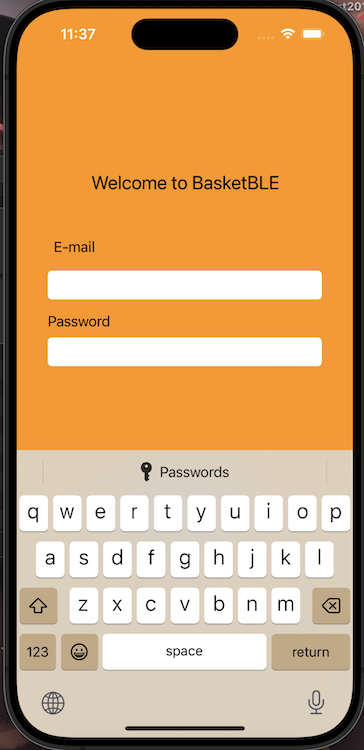 11:37
Welcome to BasketBLE
E-mail
Password
Passwords
q w e r t y u i o p
a s d f g h j k l
z x c v b n m
123 space return